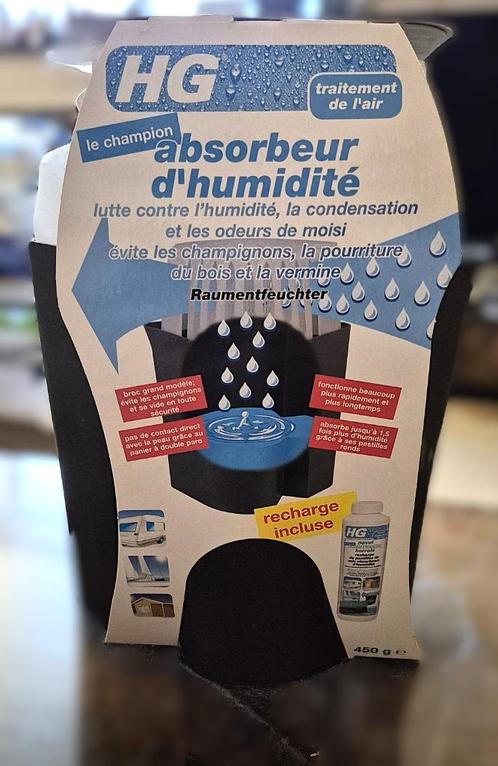 HG
traitement
de l'air
le champion
absorbeur
d'humidité
lutte contre l'humidité, la condensation
et les odeurs de moisi
évite les champignons, la pourriture
du bois et la vermine
Raumentfeuchter
broc grand modèle;
évite les champignons
et se vide en toute
sécurité
fonctionne beaucoup
plus rapidement et
plus longtemps
pas de contact direct
avec la peau grâce au
panier à double paro
absorbe jusqu'à 1,5
fois plus d'humidité
grâce à ses pastilles
ronds
recharge
incluse
HG
korrels
recharge
450 g e